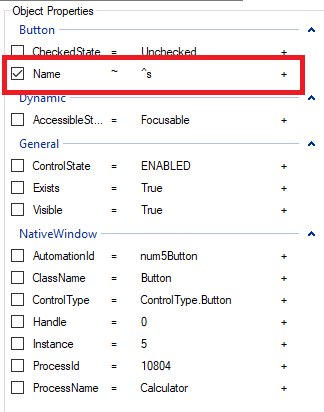 Object Properties
Button
CheckedState = Unchecked +
Name ~ ^s +
Dynamic
AccessibleSt... = Focusable +
General
ControlState = ENABLED +
Exists = True +
Visible = True +
NativeWindow
AutomationId = num5Button +
ClassName = Button +
ControlType = ControlType.Button +
Handle = 0 +
Instance = 5 +
ProcessId = 10804 +
ProcessName = Calculator +